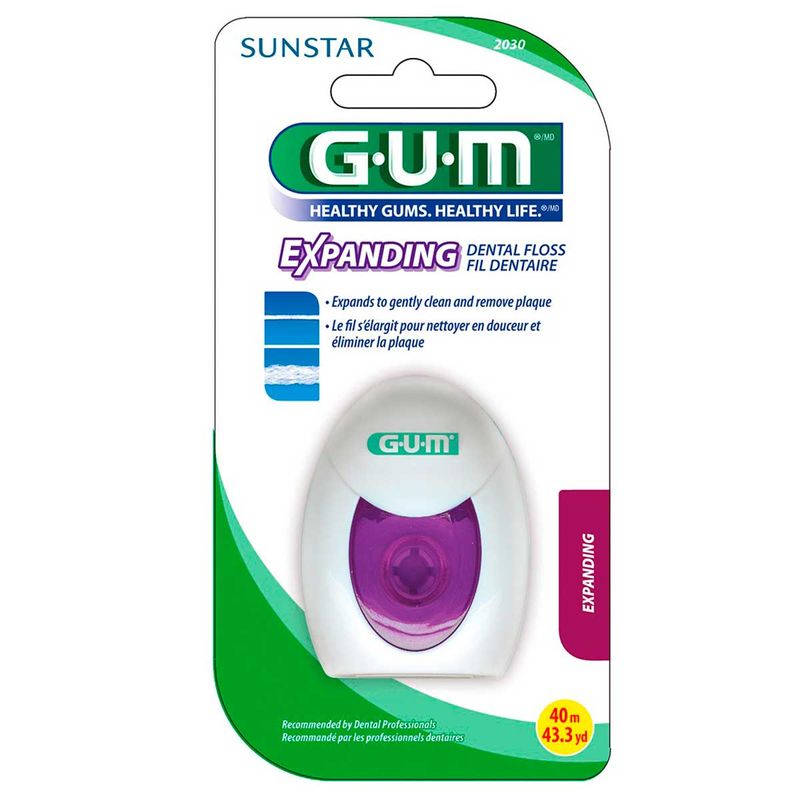 SUNSTAR
2030
G·U·M®/MD
HEALTHY GUMS. HEALTHY LIFE.®/MD
EXPANDING DENTAL FLOSS
FIL DENTAIRE
• Expands to gently clean and remove plaque
• Le fil s'élargit pour nettoyer en douceur et
éliminer la plaque
G·U·M®
EXPANDING
Recommended by Dental Professionals
Recommandé par les professionnels dentaires
40 m
43.3 yd